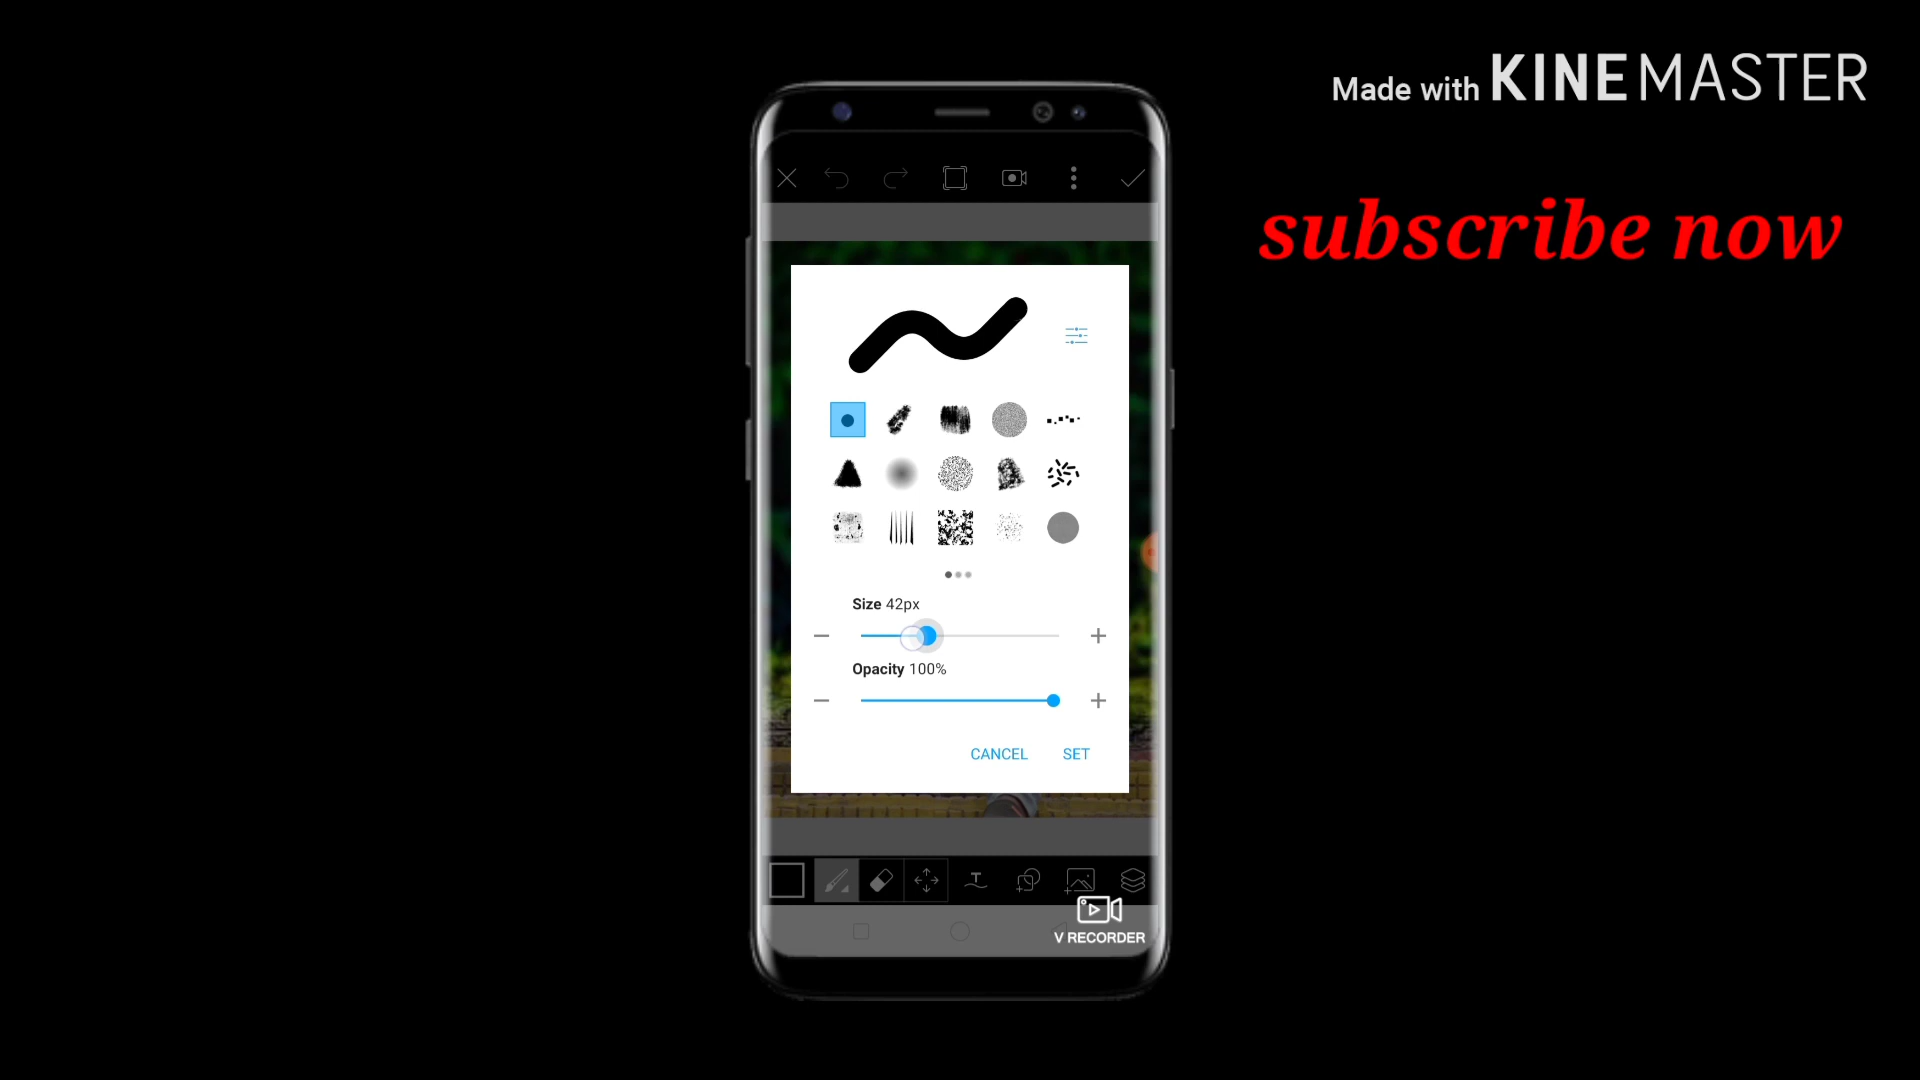 Made with KINEMASTER
subscribe now
Size 42px
Opacity 100%
CANCEL SET
V RECORDER